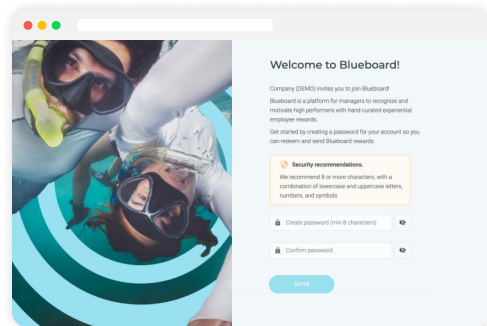 Welcome to Blueboard!
Company (DEMO) invites you to join Blueboard!
Blueboard is a platform for managers to recognize and
motivate high performers with hand-curated experiential
employee rewards.
Get started by creating a password for your account so you
can redeem and send Blueboard rewards.
Security recommendations.
We recommend 8 or more characters, with a
combination of lowercase and uppercase letters,
numbers, and symbols.
Create password (min 8 characters)
Confirm password
Send